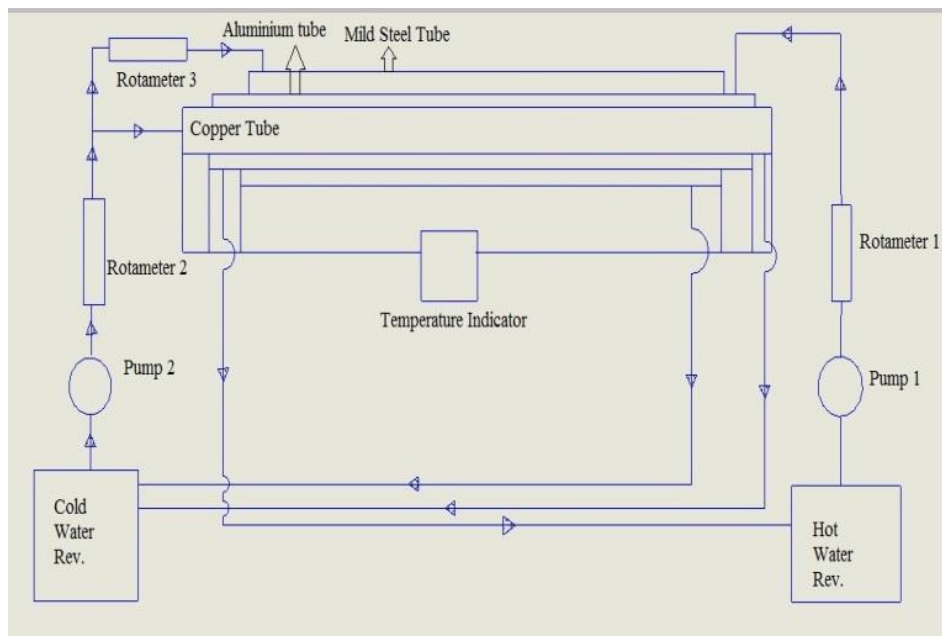 Aluminium tube
Mild Steel Tube
Rotameter 3
Copper Tube
Rotameter 1
Rotameter 2
Temperature Indicator
Pump 2
Pump 1
Cold
Water
Rev.
Hot
Water
Rev.